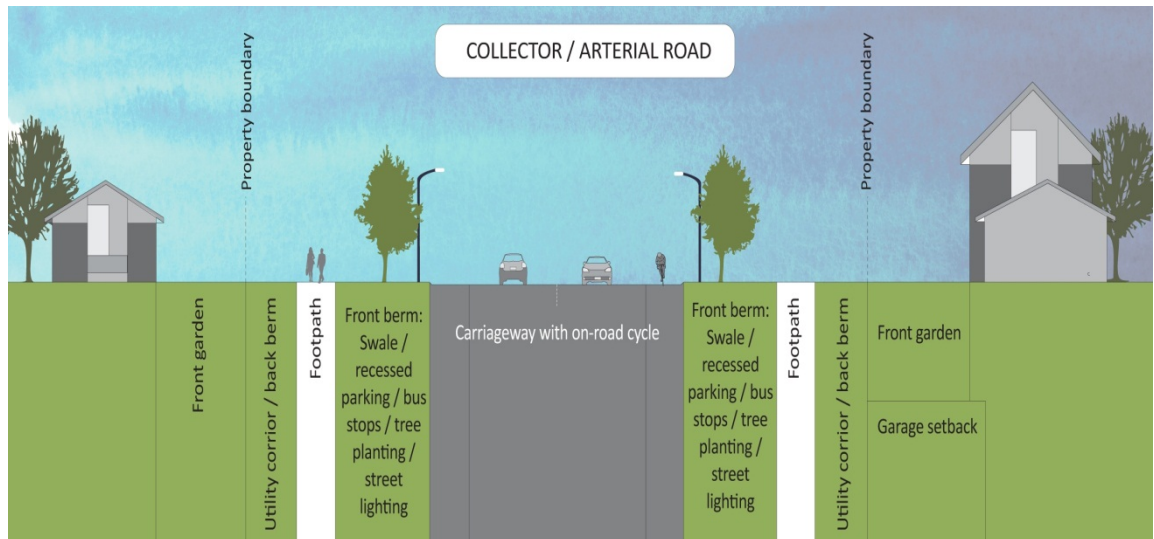 COLLECTOR / ARTERIAL ROAD
Property boundary
Property boundary
Front garden
Utility corrior / back berm
Footpath
Front berm:
Swale /
recessed
parking / bus
stops / tree
planting /
street
lighting
Carriageway with on-road cycle
Front berm:
Swale /
recessed
parking / bus
stops / tree
planting /
street
lighting
Footpath
Utility corrior / back berm
Front garden
Garage setback